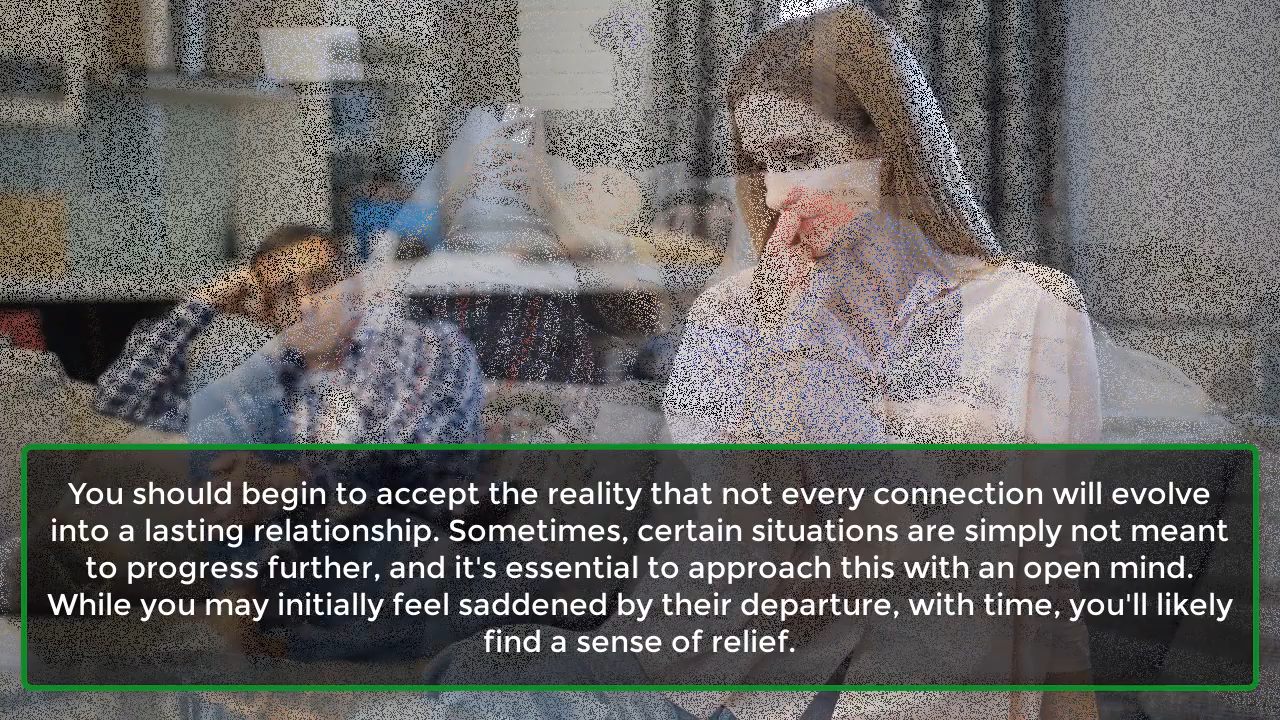 You should begin to accept the reality that not every connection will evolve
into a lasting relationship. Sometimes, certain situations are simply not meant
to progress further, and it's essential to approach this with an open mind.
While you may initially feel saddened by their departure, with time, you'll likely
find a sense of relief.